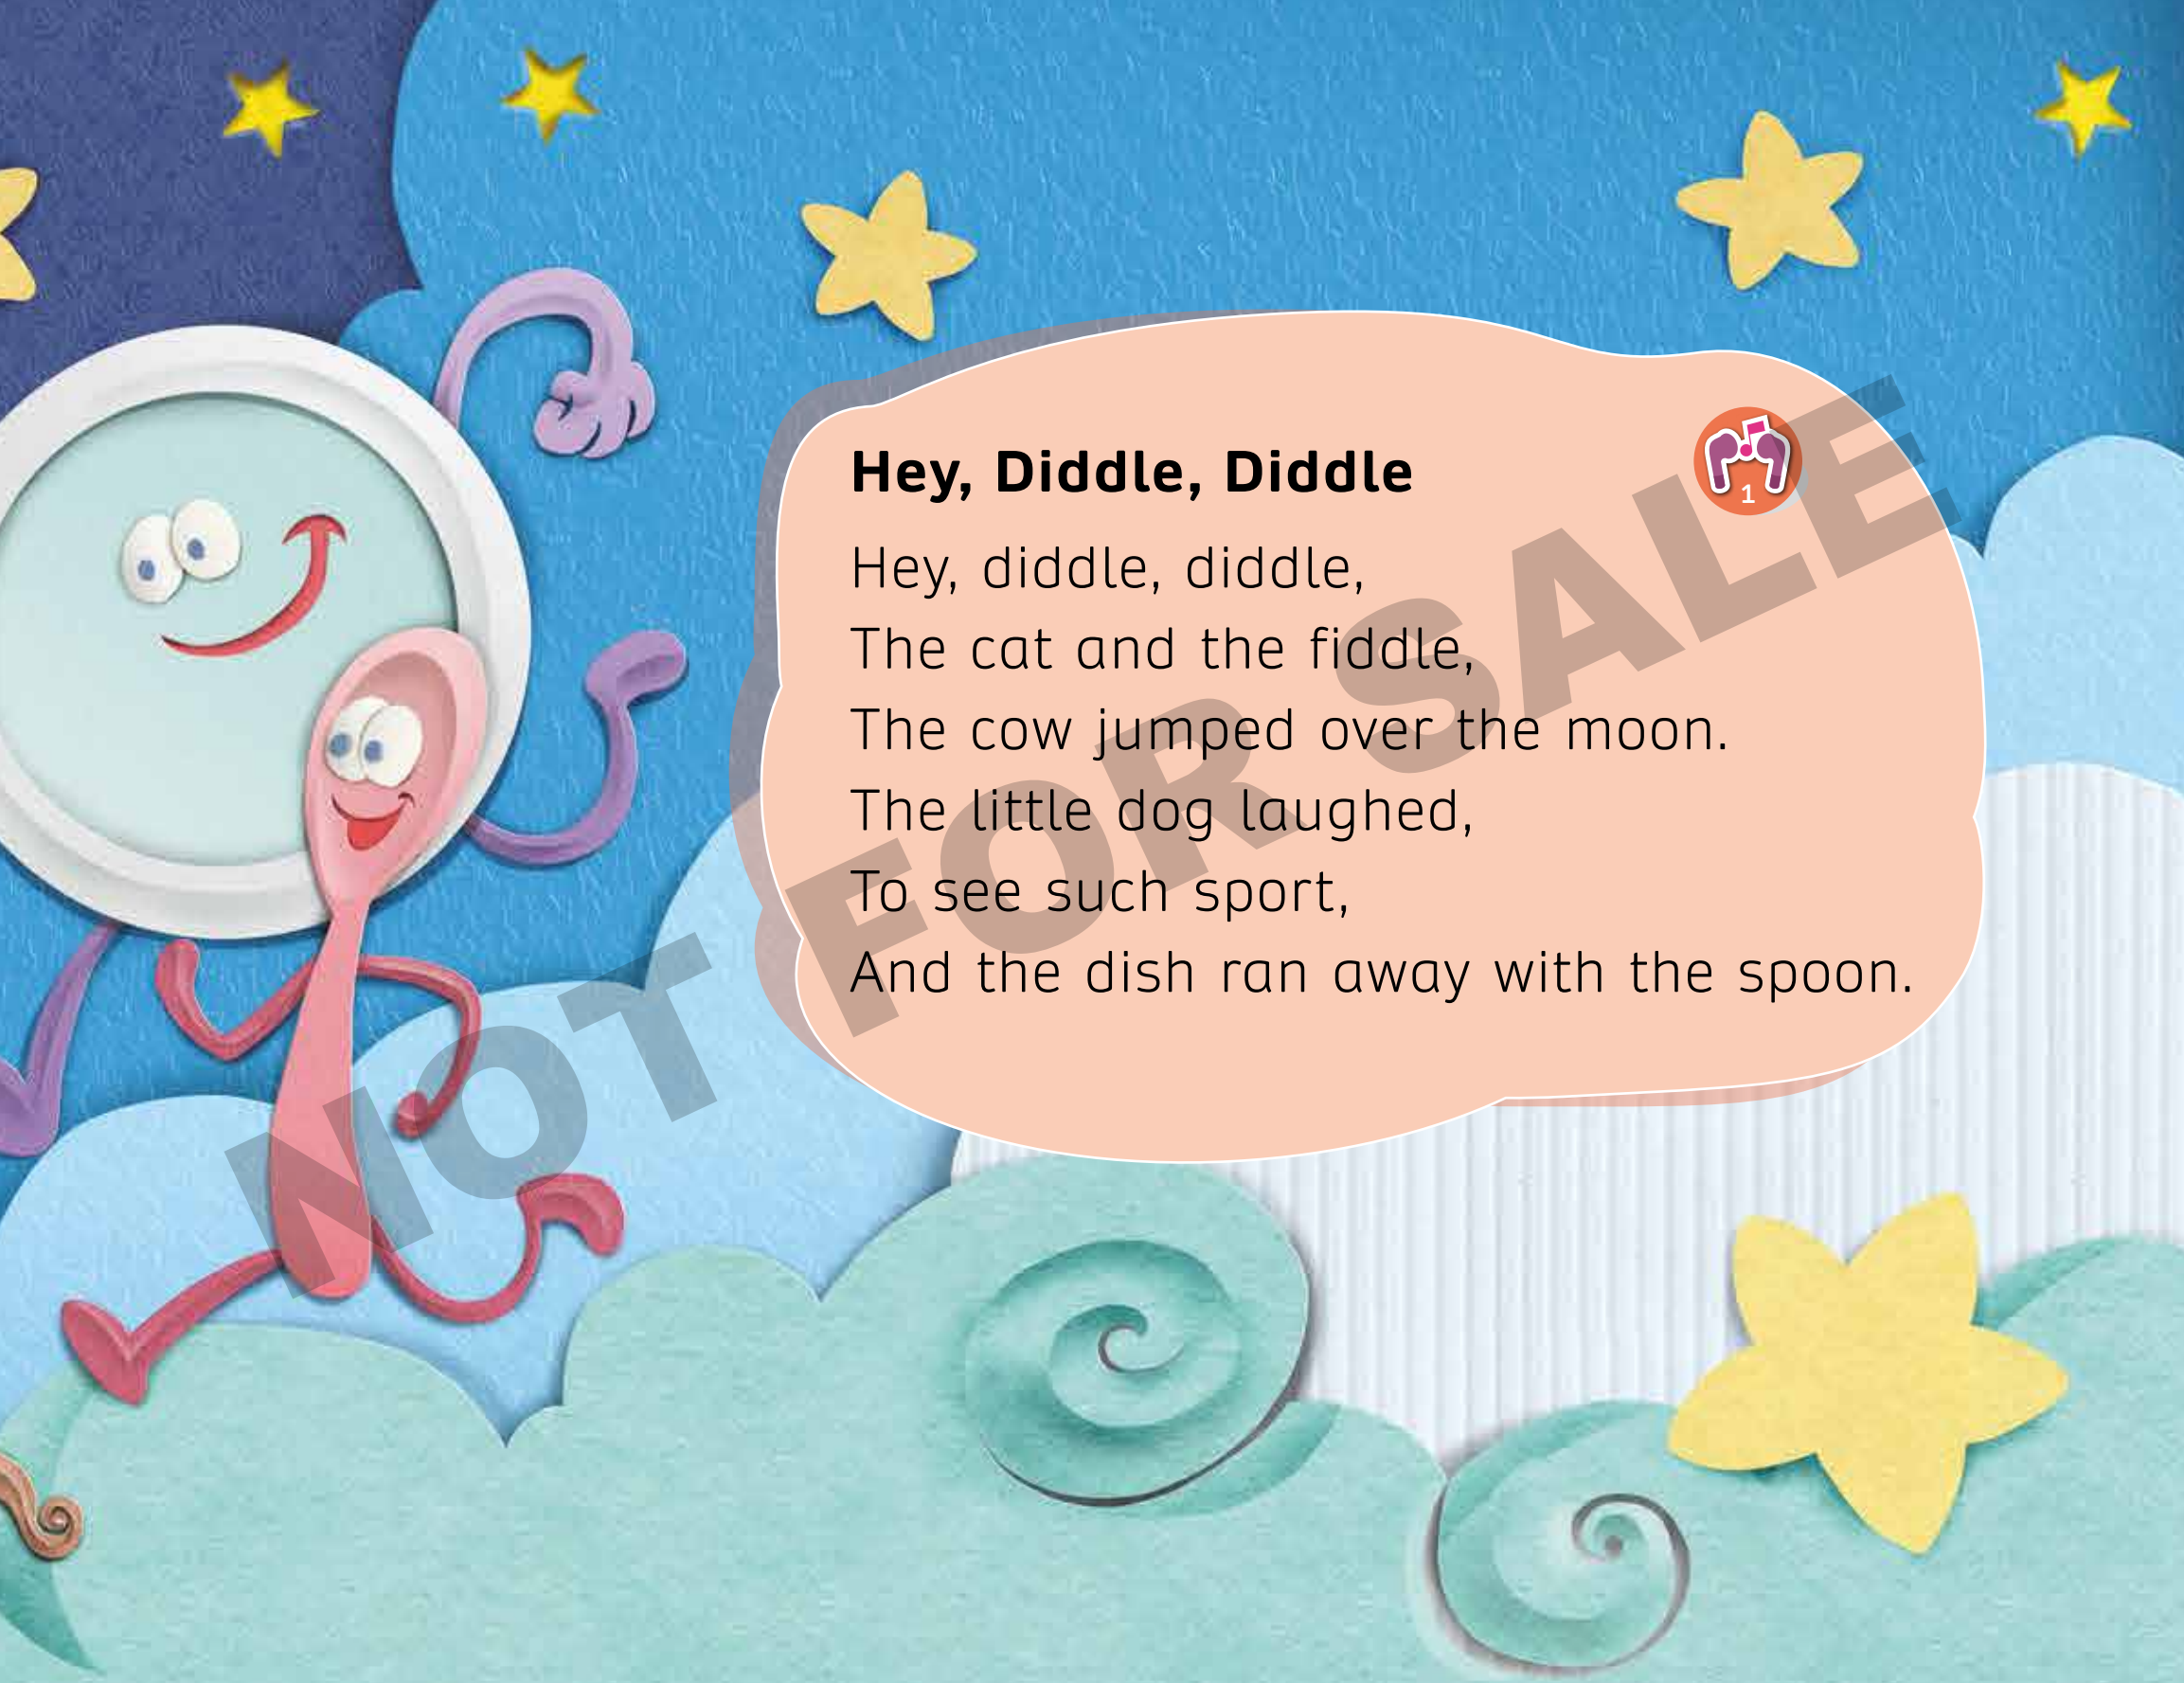 Hey, Diddle, Diddle
1
Hey, diddle, diddle,
The cat and the fiddle,
The cow jumped over the moon.
The little dog laughed,
To see such sport,
And the dish ran away with the spoon.
NOT FOR SALE